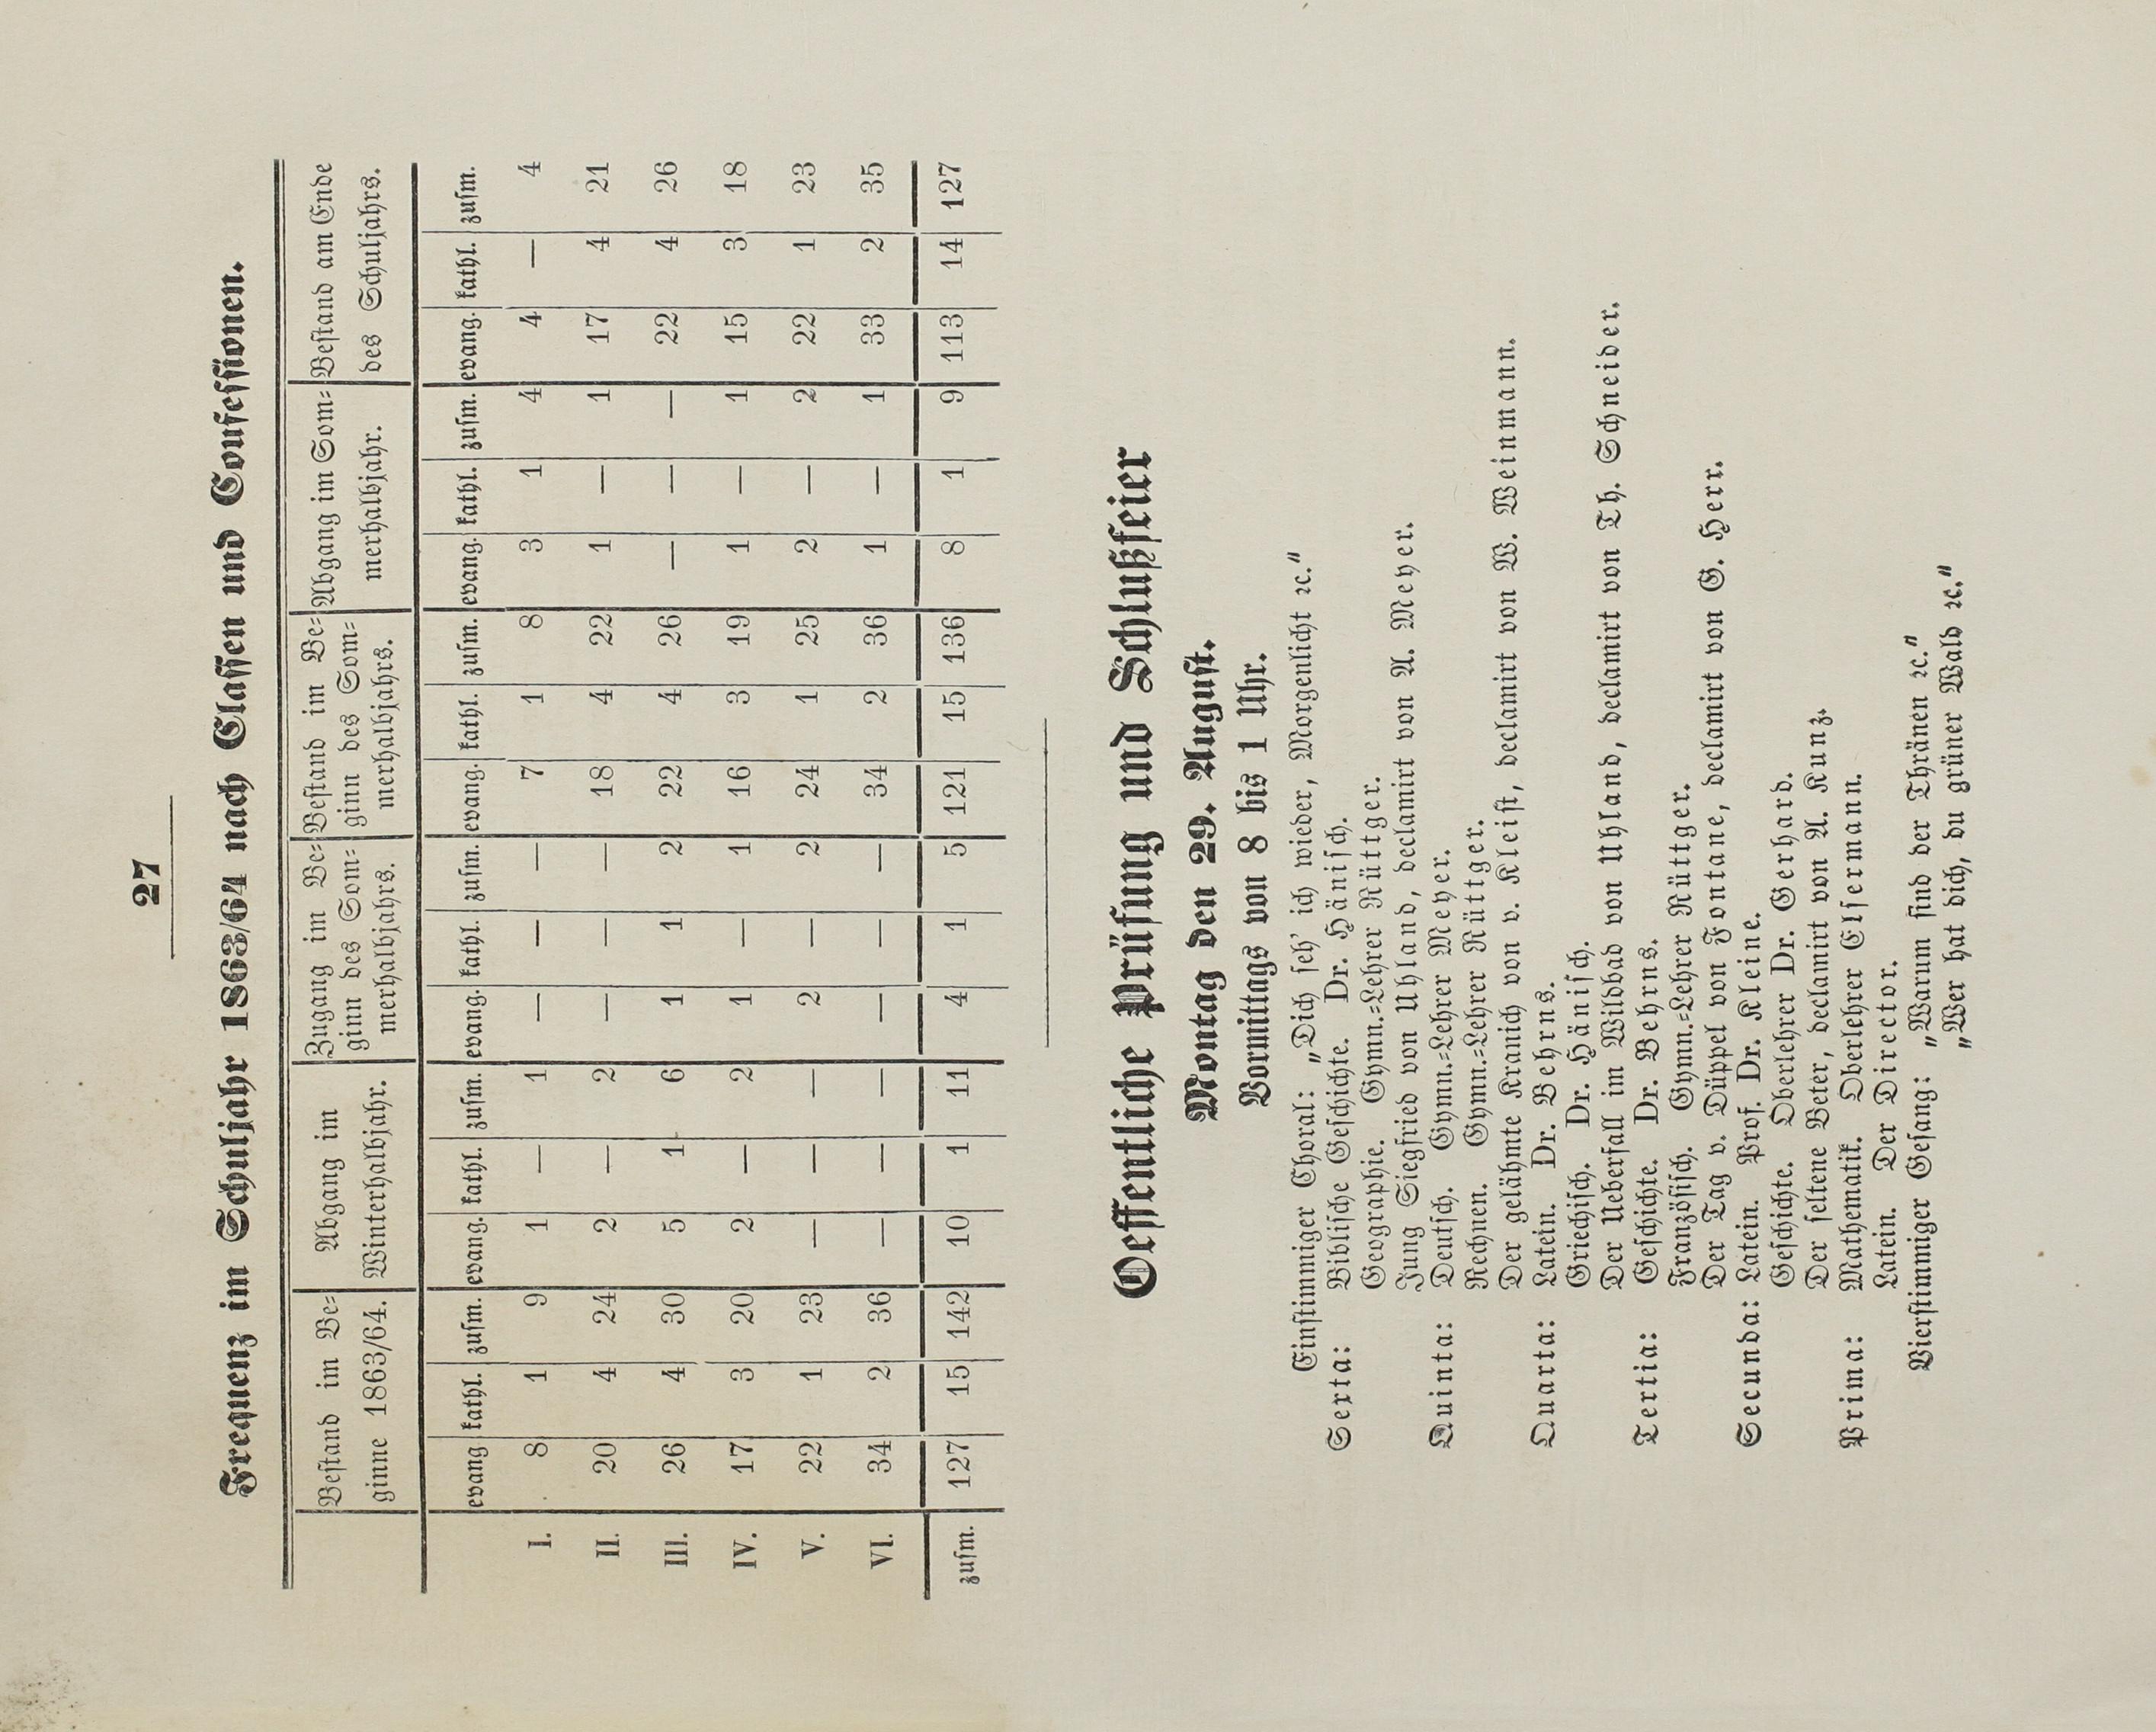 27
Frequenz im Schuljahr 1863/64 nach Classen und Confessionen.
Bestand im Be= Abgang im Zugang im Be= Bestand im Be= Abgang im Som= Bestand am Ende
ginne 1863/64. Winterhalbjahr. ginn des Som= ginn des Som= merhalbjahr. des Schuljahrs.
merhalbjahrs. merhalbjahrs.
evang kathl. zusm. evang. kathl. zusm. evang. kathl. zusm. evang. kathl. zusm. evang. kathl. zusm. evang. kathl. zusm.
I. 8 1 9 1 — 1 — — — 7 1 8 3 1 4 4 — 4
II. 20 4 24 2 — 2 — — — 18 4 22 1 — 1 17 4 21
III. 26 4 30 5 1 6 1 1 2 22 4 26 — — — 22 4 26
IV. 17 3 20 2 — 2 1 — 1 16 3 19 1 — 1 15 3 18
V. 22 1 23 — — — 2 — 2 24 1 25 2 — 2 22 1 23
VI. 34 2 36 — — — — — — 34 2 36 1 — 1 33 2 35
zusm. 127 15 142 10 1 11 4 1 5 121 15 136 8 1 9 113 14 127
Oeffentliche Prüfung und Schlußfeier
Montag den 29. August.
Vormittags von 8 bis 1 Uhr.
Einstimmiger Choral: „Dich seh' ich wieder, Morgenlicht ꝛc."
Sexta: Biblische Geschichte. Dr. Hänisch.
Geographie. Gymn.=Lehrer Rüttger.
Jung Siegfried von Uhland, declamirt von A. Meyer.
Quinta: Deutsch. Gymn.=Lehrer Meyer.
Rechnen. Gymn.=Lehrer Rüttger.
Der gelähmte Kranich von v. Kleist, declamirt von W. Weinmann.
Quarta: Latein. Dr. Behrns.
Griechisch. Dr. Hänisch.
Der Ueberfall im Wildbad von Uhland, declamirt von Th. Schneider.
Tertia: Geschichte. Dr. Behrns.
Französisch. Gymn.=Lehrer Rüttger.
Der Tag v. Düppel von Fontane, declamirt von G. Herr.
Secunda: Latein. Prof. Dr. Kleine.
Geschichte. Oberlehrer Dr. Gerhard.
Der seltene Beter, declamirt von A. Kunz.
Prima: Mathematik. Oberlehrer Elsermann.
Latein. Der Director.
Vierstimmiger Gesang: „Warum sind der Thränen ꝛc."
„Wer hat dich, du grüner Wald ꝛc."